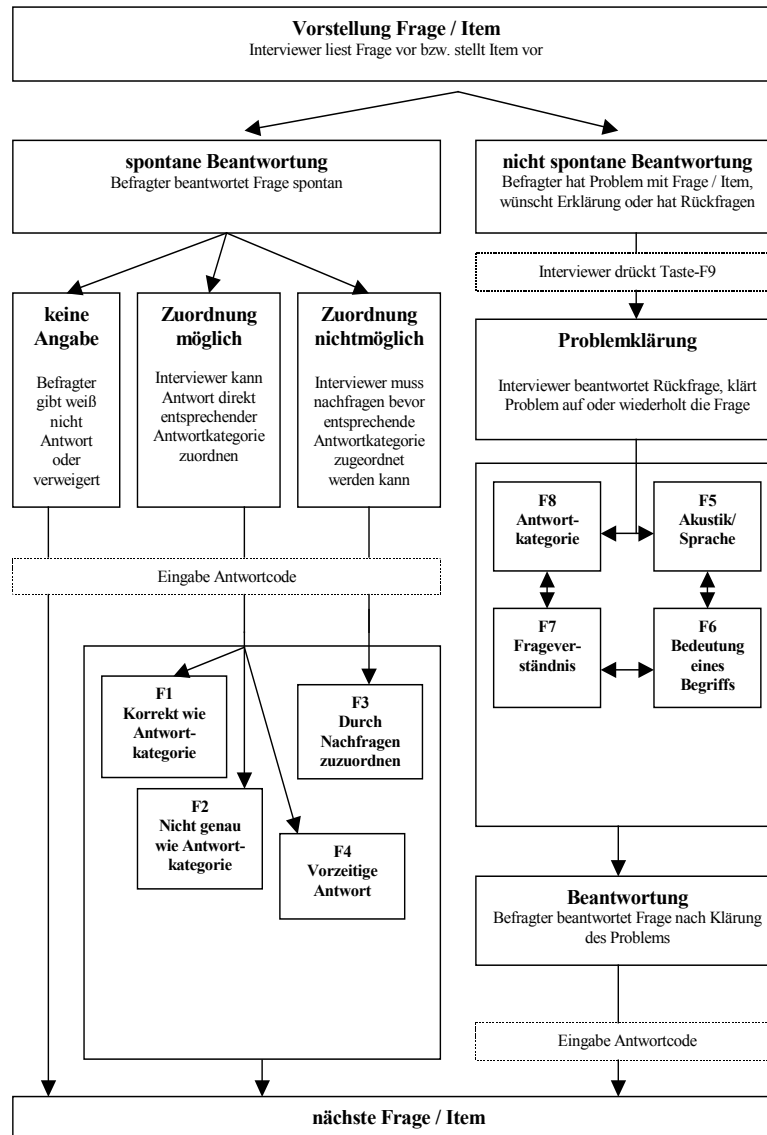 Vorstellung Frage / Item
Interviewer liest Frage vor bzw. stellt Item vor
spontane Beantwortung
Befragter beantwortet Frage spontan
nicht spontane Beantwortung
Befragter hat Problem mit Frage / Item,
wünscht Erklärung oder hat Rückfragen
Interviewer drückt Taste-F9
keine
Angabe
Befragter
gibt weiß
nicht
Antwort
oder
verweigert
Zuordnung
möglich
Interviewer kann
Antwort direkt
entsprechender
Antwortkategorie
zuordnen
Zuordnung
nichtmöglich
Interviewer muss
nachfragen bevor
entsprechende
Antwortkategorie
zugeordnet
werden kann
Problemklärung
Interviewer beantwortet Rückfrage, klärt
Problem auf oder wiederholt die Frage
F8
Antwort-
kategorie
F5
Akustik/
Sprache
F7
Fragever-
ständnis
F6
Bedeutung
eines
Begriffs
Eingabe Antwortcode
F1
Korrekt wie
Antwort-
kategorie
F3
Durch
Nachfragen
zuzuordnen
F2
Nicht genau
wie Antwort-
kategorie
F4
Vorzeitige
Antwort
Beantwortung
Befragter beantwortet Frage nach Klärung
des Problems
Eingabe Antwortcode
nächste Frage / Item